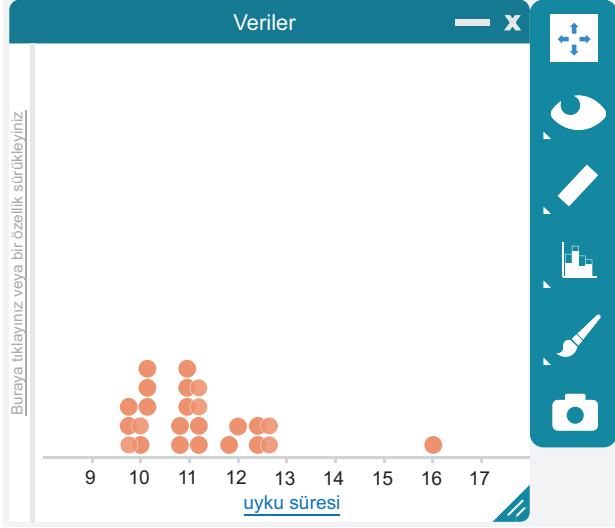 Veriler
X
Buraya tıklayınız veya bir özellik sürükleyiniz
9 10 11 12 13 14 15 16 17
uyku süresi